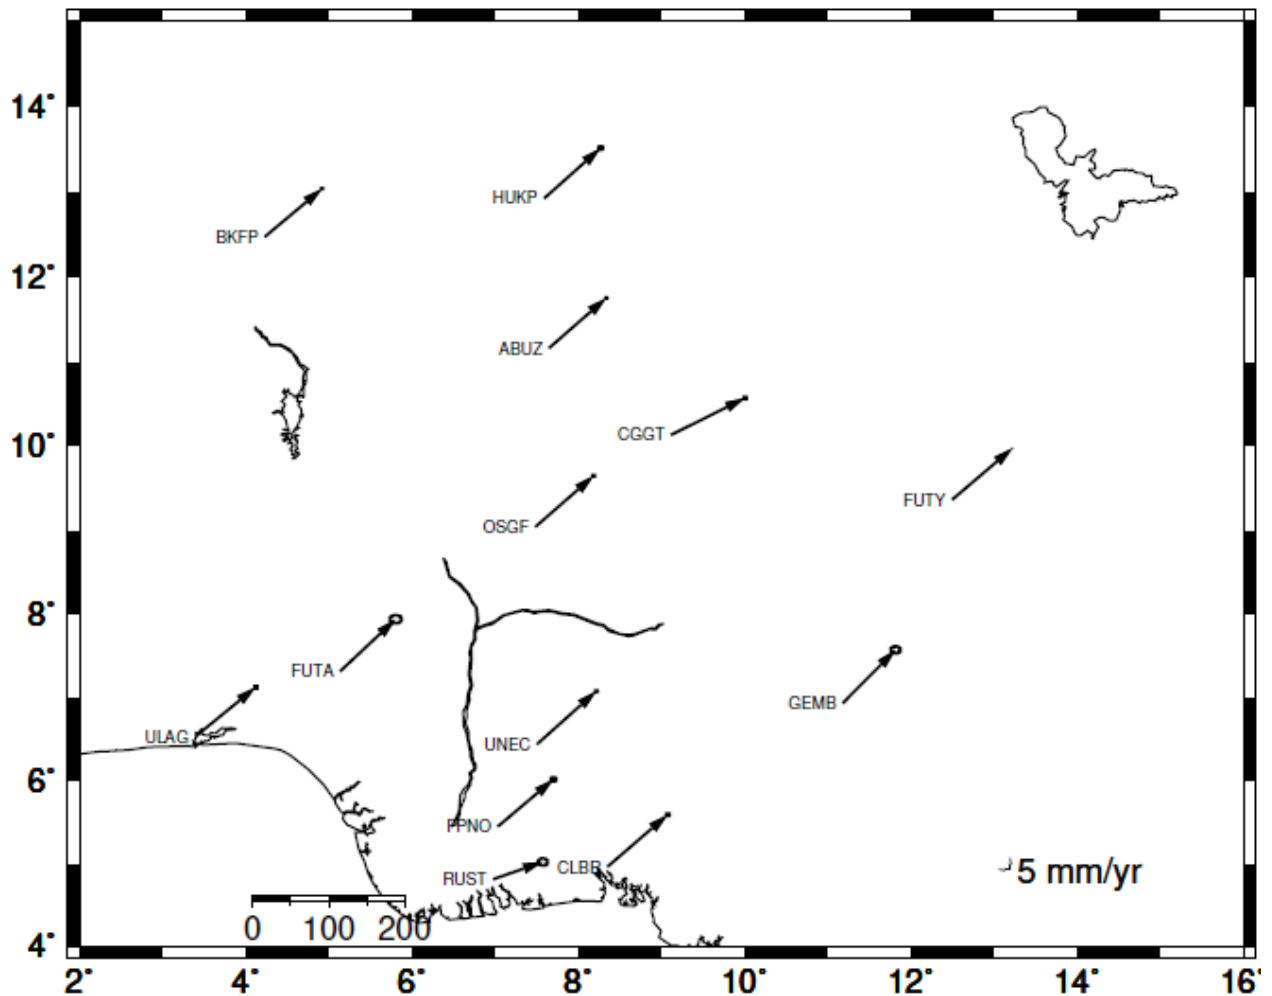 14°
HUKP
BKFP
12°
ABUZ
CGGT
10°
FUTY
OSGF
8°
FUTA
GEMB
ULAG
UNEC
6°
FPNO
CLBR
5 mm/yr
RUST
0 100 200
4°
2° 4° 6° 8° 10° 12° 14° 16°